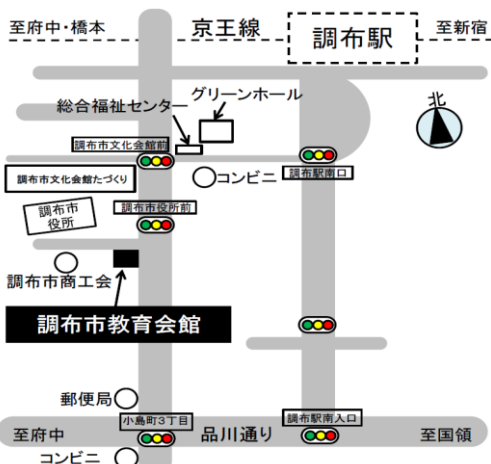 至府中・橋本
京王線
調布駅
至新宿
グリーンホール
総合福祉センター
北
調布市文化会館前
調布市文化会館たづくり
コンビニ
調布駅南口
調布市
役所
調布市役所前
調布市商工会
調布市教育会館
郵便局
小島町3丁目
調布駅南入口
至府中
品川通り
至国領
コンビニ